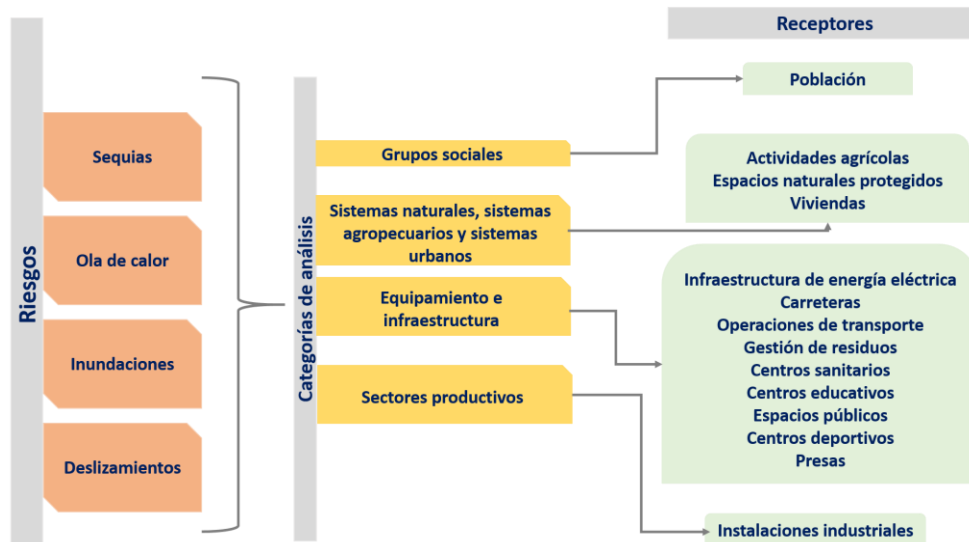 Riesgos
Sequias
Ola de calor
Inundaciones
Deslizamientos
Categorías de análisis
Grupos sociales
Sistemas naturales, sistemas
agropecuarios y sistemas
urbanos
Equipamiento e
infraestructura
Sectores productivos
Receptores
Población
Actividades agrícolas
Espacios naturales protegidos
Viviendas
Infraestructura de energía eléctrica
Carreteras
Operaciones de transporte
Gestión de residuos
Centros sanitarios
Centros educativos
Espacios públicos
Centros deportivos
Presas
Instalaciones industriales